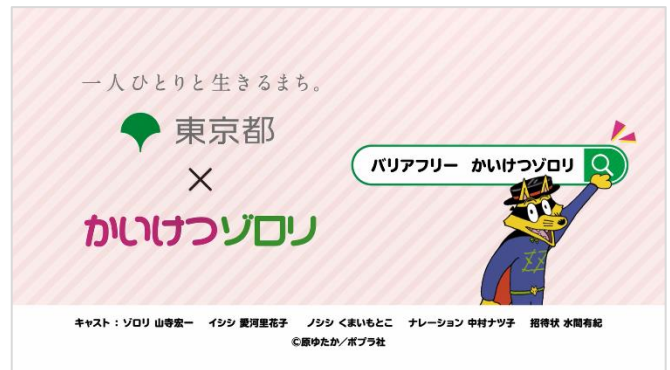 一人ひとりと生きるまち。
東京都
×
かいけつゾロリ
バリアフリー かいけつゾロリ
キャスト：ゾロリ 山寺宏一 イシシ 愛河里花子 ノシシ くまいもとこ ナレーション 中村ナツ子 招待状 水間有紀
©原ゆたか/ポプラ社